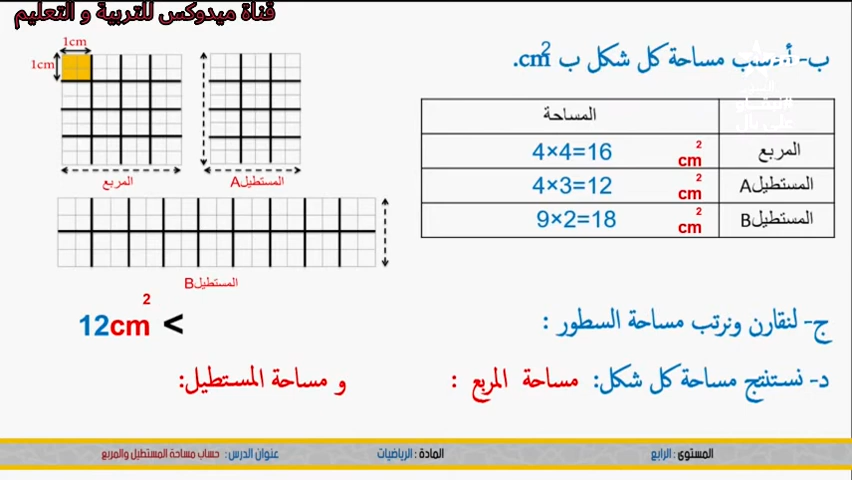 قناة ميدوكس للتربية و التعليم
ب- أحسب مساحة كل شكل ب cm².
1cm
1cm
المربع
المستطيلA
المستطيلB
المساحة
المربع 4×4=16 cm²
المستطيلA 4×3=12 cm²
المستطيلB 9×2=18 cm²
ج- لنقارن ونرتب مساحة السطور :
12cm² <
د- نستنتج مساحة كل شكل: مساحة المربع : و مساحة المستطيل:
المستوى : الرابع المادة : الرياضيات عنوان الدرس : حساب مساحة المستطيل والمربع